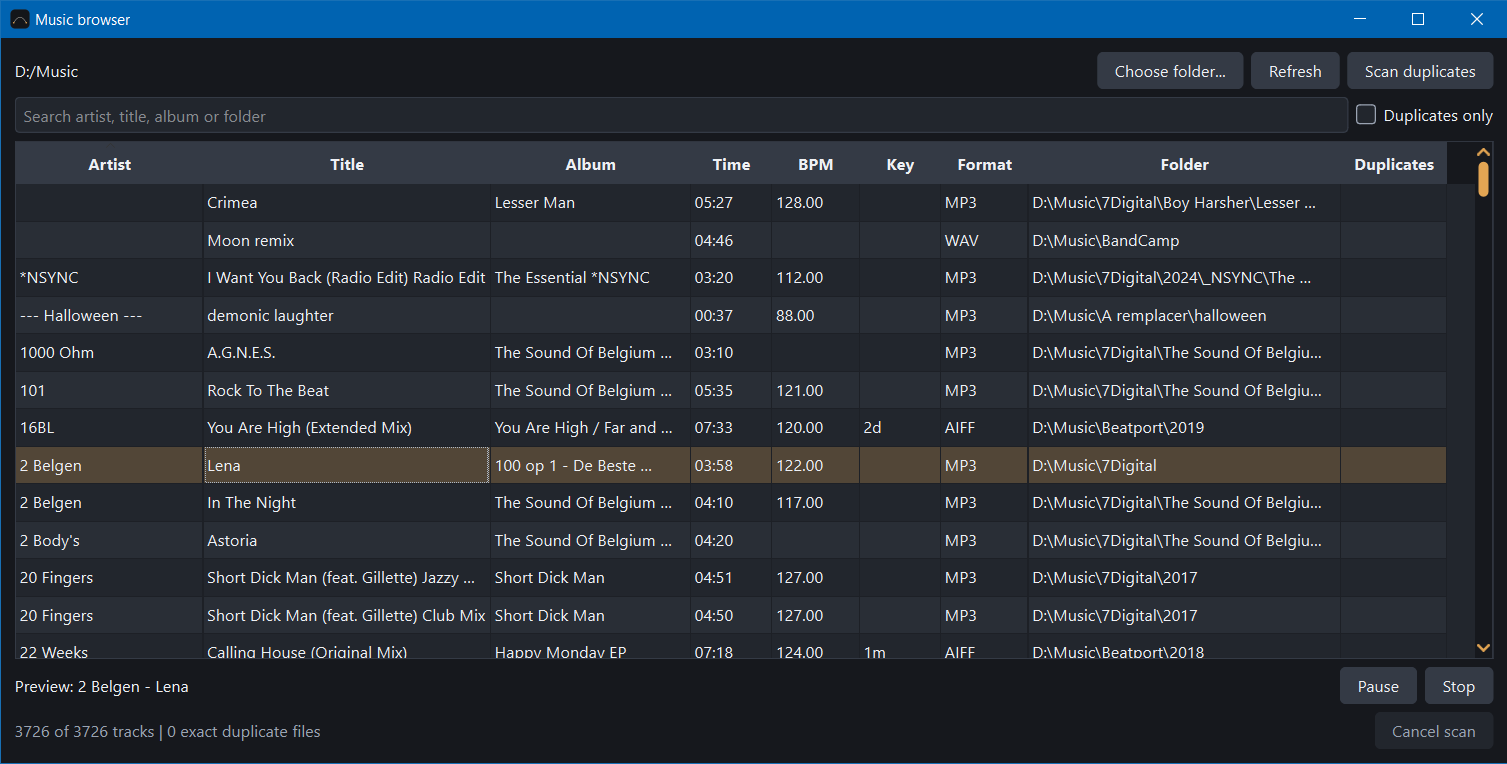 Music browser
D:/Music Choose folder... Refresh Scan duplicates
Search artist, title, album or folder Duplicates only
Artist Title Album Time BPM Key Format Folder Duplicates
Crimea Lesser Man 05:27 128.00 MP3 D:\Music\7Digital\Boy Harsher\Lesser ...
Moon remix 04:46 WAV D:\Music\BandCamp
*NSYNC I Want You Back (Radio Edit) Radio Edit The Essential *NSYNC 03:20 112.00 MP3 D:\Music\7Digital\2024\_NSYNC\The ...
--- Halloween --- demonic laughter 00:37 88.00 MP3 D:\Music\A remplacer\halloween
1000 Ohm A.G.N.E.S. The Sound Of Belgium ... 03:10 MP3 D:\Music\7Digital\The Sound Of Belgiu...
101 Rock To The Beat The Sound Of Belgium ... 05:35 121.00 MP3 D:\Music\7Digital\The Sound Of Belgiu...
16BL You Are High (Extended Mix) You Are High / Far and ... 07:33 120.00 2d AIFF D:\Music\Beatport\2019
2 Belgen Lena 100 op 1 - De Beste ... 03:58 122.00 MP3 D:\Music\7Digital
2 Belgen In The Night The Sound Of Belgium ... 04:10 117.00 MP3 D:\Music\7Digital\The Sound Of Belgiu...
2 Body's Astoria The Sound Of Belgium ... 04:20 MP3 D:\Music\7Digital\The Sound Of Belgiu...
20 Fingers Short Dick Man (feat. Gillette) Jazzy ... Short Dick Man 04:51 127.00 MP3 D:\Music\7Digital\2017
20 Fingers Short Dick Man (feat. Gillette) Club Mix Short Dick Man 04:50 127.00 MP3 D:\Music\7Digital\2017
22 Weeks Calling House (Original Mix) Happy Monday EP 07:18 124.00 1m AIFF D:\Music\Beatport\2018
Preview: 2 Belgen - Lena Pause Stop
3726 of 3726 tracks | 0 exact duplicate files Cancel scan